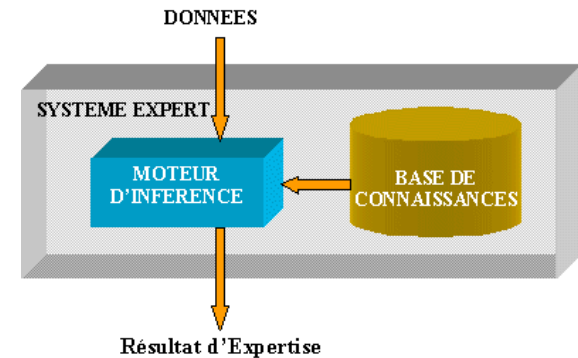 DONNEES
SYSTEME EXPERT
MOTEUR
D'INFERENCE
BASE DE
CONNAISSANCES
Résultat d'Expertise